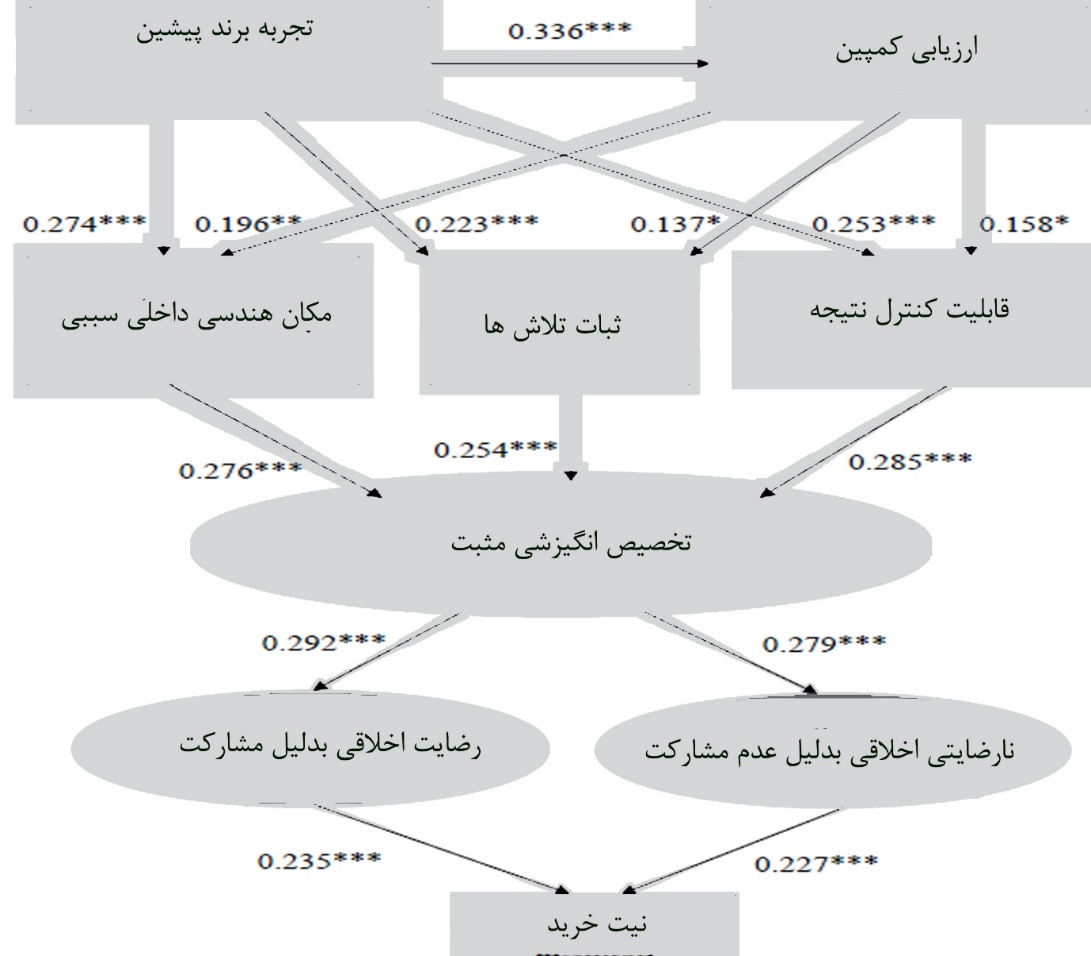 تجربه برند پیشین
0.336***
ارزیابی کمپین
0.274***
0.196**
0.223***
0.137*
0.253***
0.158*
مکان هندسی داخلی سببی
ثبات تلاش ها
قابلیت کنترل نتیجه
0.276***
0.254***
0.285***
تخصیص انگیزشی مثبت
0.292***
0.279***
رضایت اخلاقی بدلیل مشارکت
نارضایتی اخلاقی بدلیل عدم مشارکت
0.235***
0.227***
نیت خرید